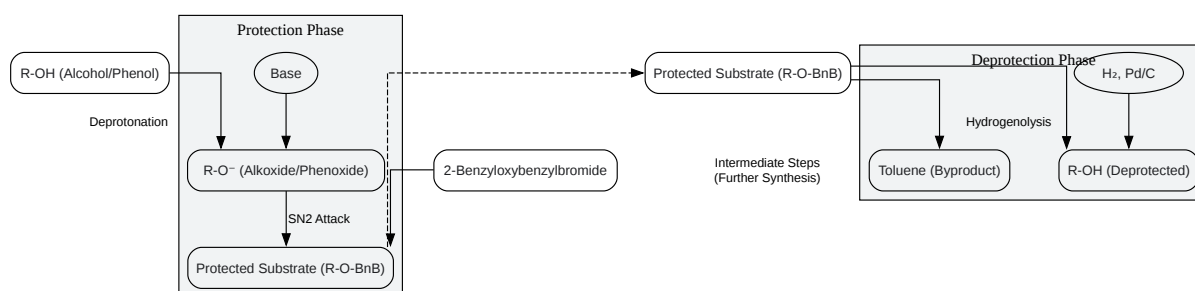 Protection Phase
R-OH (Alcohol/Phenol)
Base
Deprotonation
R-O⁻ (Alkoxide/Phenoxide)
2-Benzyloxybenzylbromide
SN2 Attack
Protected Substrate (R-O-BnB)
Protected Substrate (R-O-BnB)
Deprotection Phase
H₂, Pd/C
Hydrogenolysis
Intermediate Steps
(Further Synthesis)
Toluene (Byproduct)
R-OH (Deprotected)